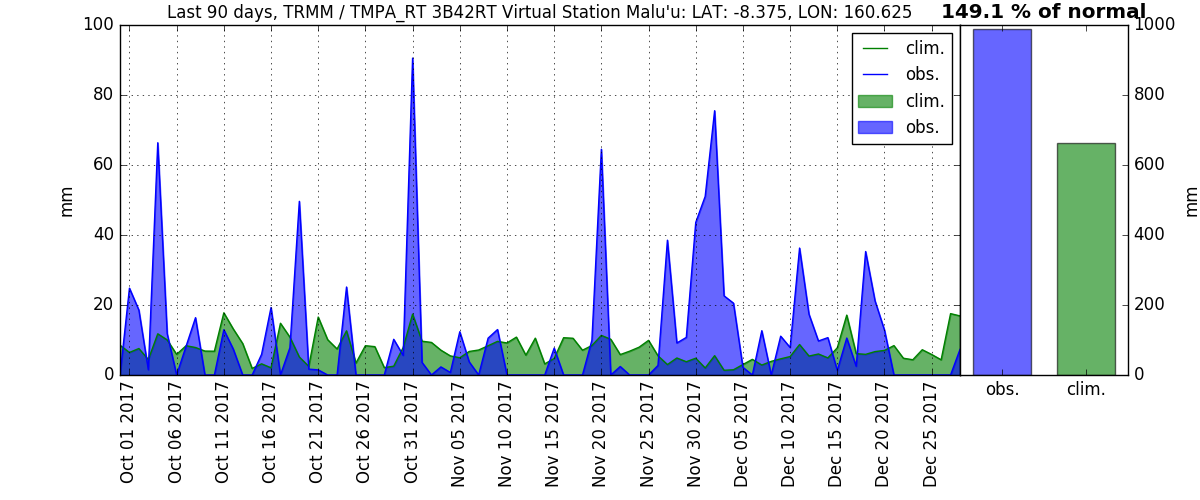 Last 90 days, TRMM / TMPA_RT 3B42RT Virtual Station Malu'u: LAT: -8.375, LON: 160.625
149.1 % of normal
100
80
60
40
20
0
mm
clim.
obs.
clim.
obs.
1000
800
600
400
200
0
mm
obs.
clim.
Oct 01 2017
Oct 06 2017
Oct 11 2017
Oct 16 2017
Oct 21 2017
Oct 26 2017
Oct 31 2017
Nov 05 2017
Nov 10 2017
Nov 15 2017
Nov 20 2017
Nov 25 2017
Nov 30 2017
Dec 05 2017
Dec 10 2017
Dec 15 2017
Dec 20 2017
Dec 25 2017